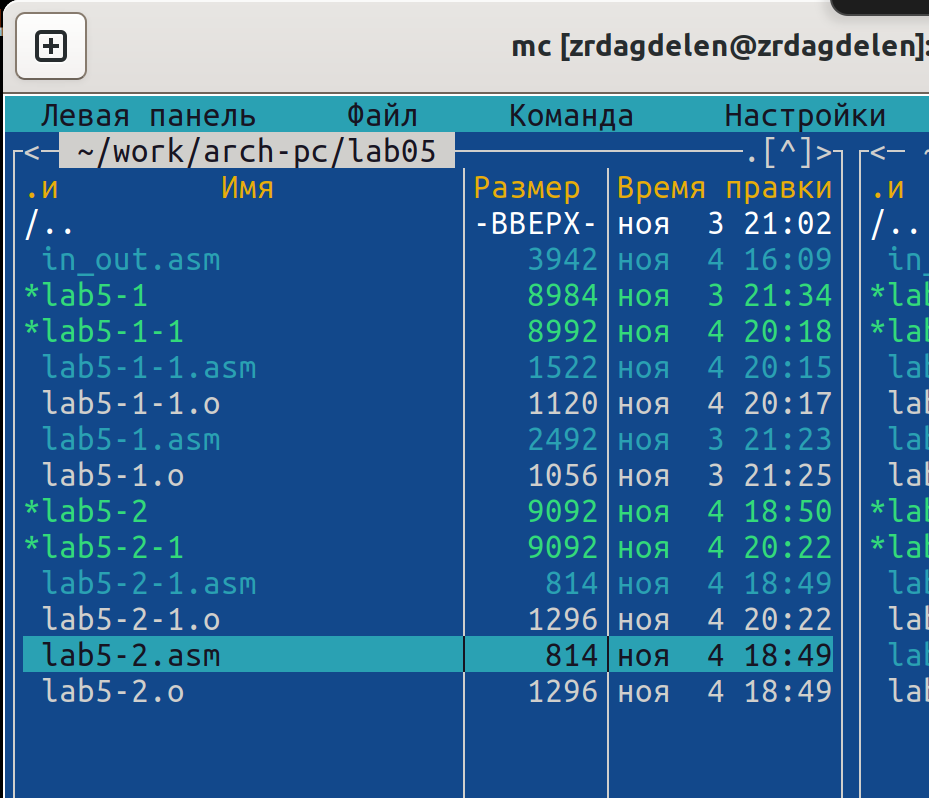 mc [zrdagdelen@zrdagdelen]:
Левая панель Файл Команда Настройки
<─ ~/work/arch-pc/lab05 ─.[^]>┐┌<─ ~
.и Имя Размер Время правки .и
/.. -ВВЕРХ- ноя 3 21:02 /..
in_out.asm 3942 ноя 4 16:09 in_
*lab5-1 8984 ноя 3 21:34 *lab
*lab5-1-1 8992 ноя 4 20:18 *lab
lab5-1-1.asm 1522 ноя 4 20:15 lab
lab5-1-1.o 1120 ноя 4 20:17 lab
lab5-1.asm 2492 ноя 3 21:23 lab
lab5-1.o 1056 ноя 3 21:25 lab
*lab5-2 9092 ноя 4 18:50 *lab
*lab5-2-1 9092 ноя 4 20:22 *lab
lab5-2-1.asm 814 ноя 4 18:49 lab
lab5-2-1.o 1296 ноя 4 20:22 lab
lab5-2.asm 814 ноя 4 18:49 lab
lab5-2.o 1296 ноя 4 18:49 lab